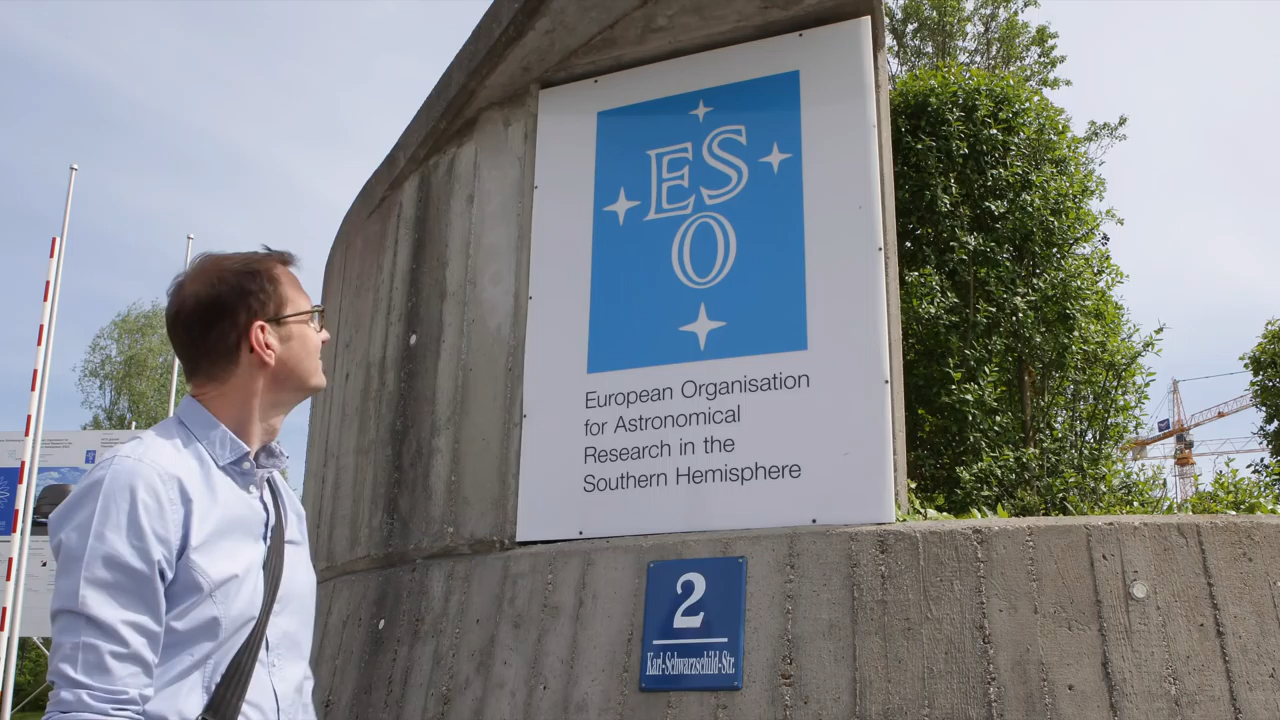 ES
O
European Organisation
for Astronomical
Research in the
Southern Hemisphere
2
Karl-Schwarzschild-Str.